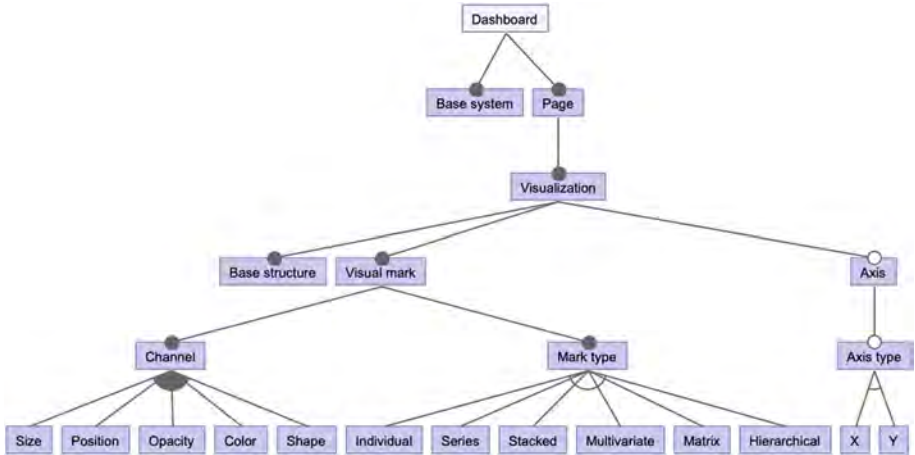 Dashboard
Base system
Page
Visualization
Base structure
Visual mark
Axis
Channel
Mark type
Axis type
Size
Position
Opacity
Color
Shape
Individual
Series
Stacked
Multivariate
Matrix
Hierarchical
X
Y